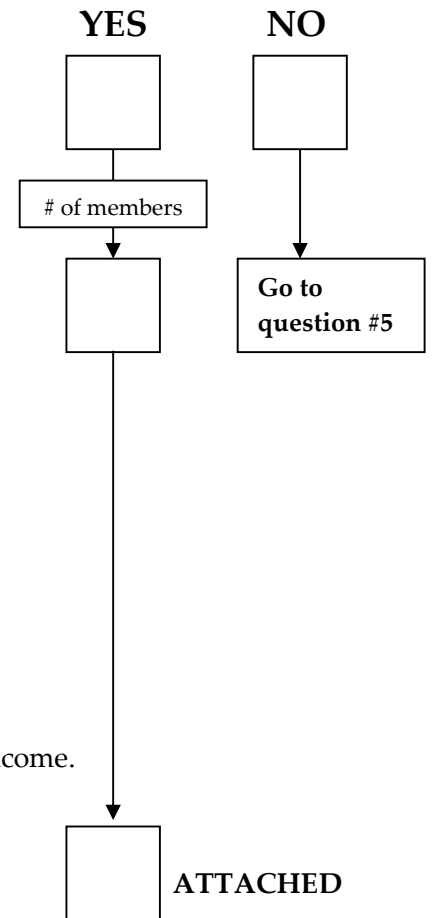 YES NO
# of members
Go to
question #5
come.
ATTACHED